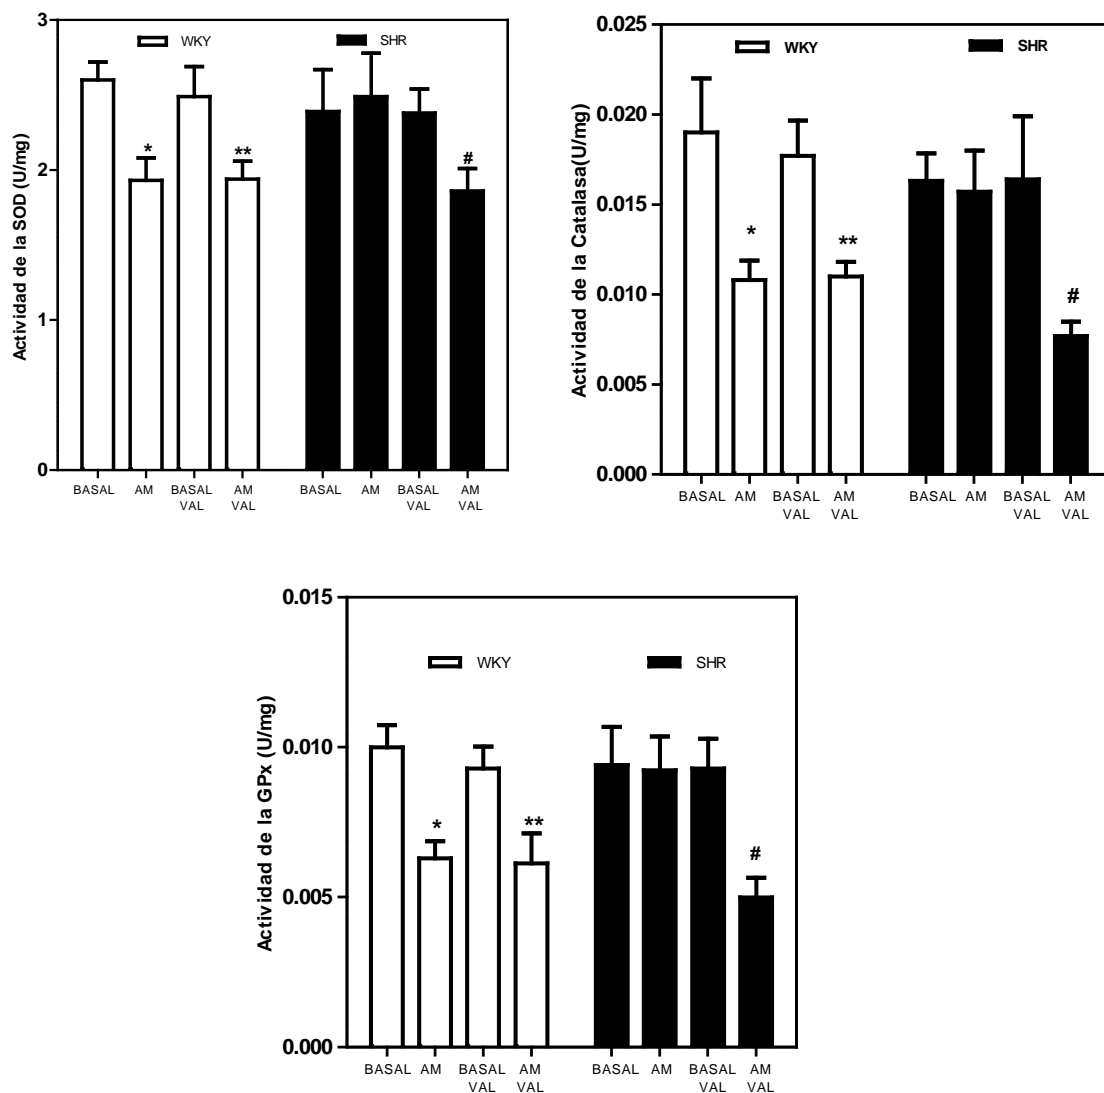 3
2
1
0
Actividad de la SOD (U/mg)
WKY SHR
* ** #
BASAL AM BASAL AM BASAL AM BASAL AM
VAL VAL VAL VAL
0.025
0.020
0.015
0.010
0.005
0.000
Actividad de la Catalasa(U/mg)
WKY SHR
* ** #
BASAL AM BASAL AM BASAL AM BASAL AM
VAL VAL VAL VAL
0.015
0.010
0.005
0.000
Actividad de la GPx (U/mg)
WKY SHR
* ** #
BASAL AM BASAL AM BASAL AM BASAL AM
VAL VAL VAL VAL